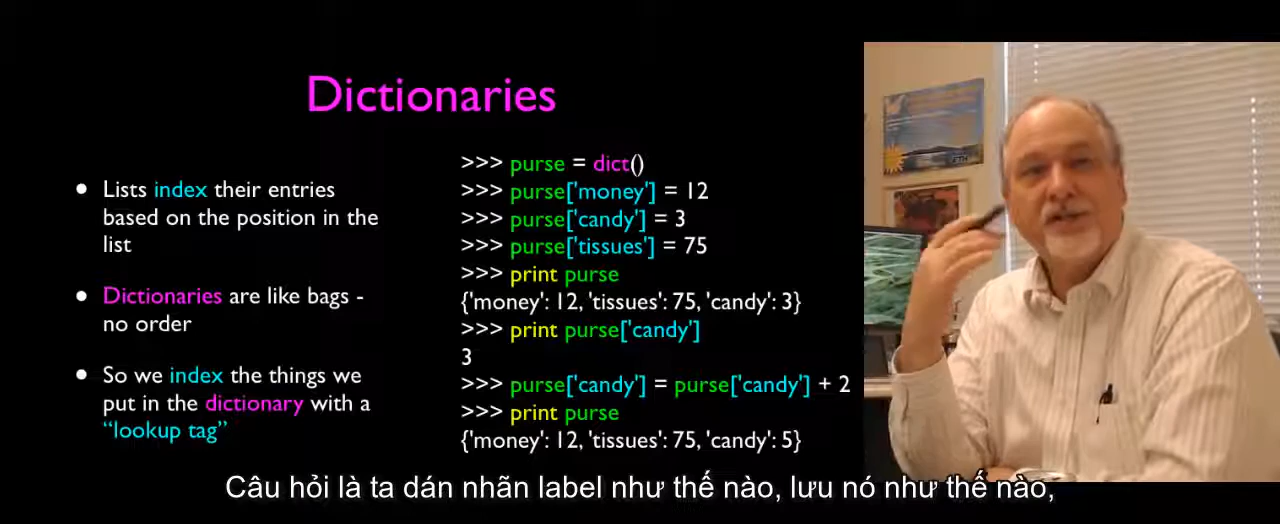 Dictionaries
• Lists index their entries
based on the position in the
list
• Dictionaries are like bags -
no order
• So we index the things we
put in the dictionary with a
“lookup tag”
>>> purse = dict()
>>> purse['money'] = 12
>>> purse['candy'] = 3
>>> purse['tissues'] = 75
>>> print purse
{'money': 12, 'tissues': 75, 'candy': 3}
>>> print purse['candy']
3
>>> purse['candy'] = purse['candy'] + 2
>>> print purse
{'money': 12, 'tissues': 75, 'candy': 5}
Câu hỏi là ta dán nhãn label như thế nào, lưu nó như thế nào,